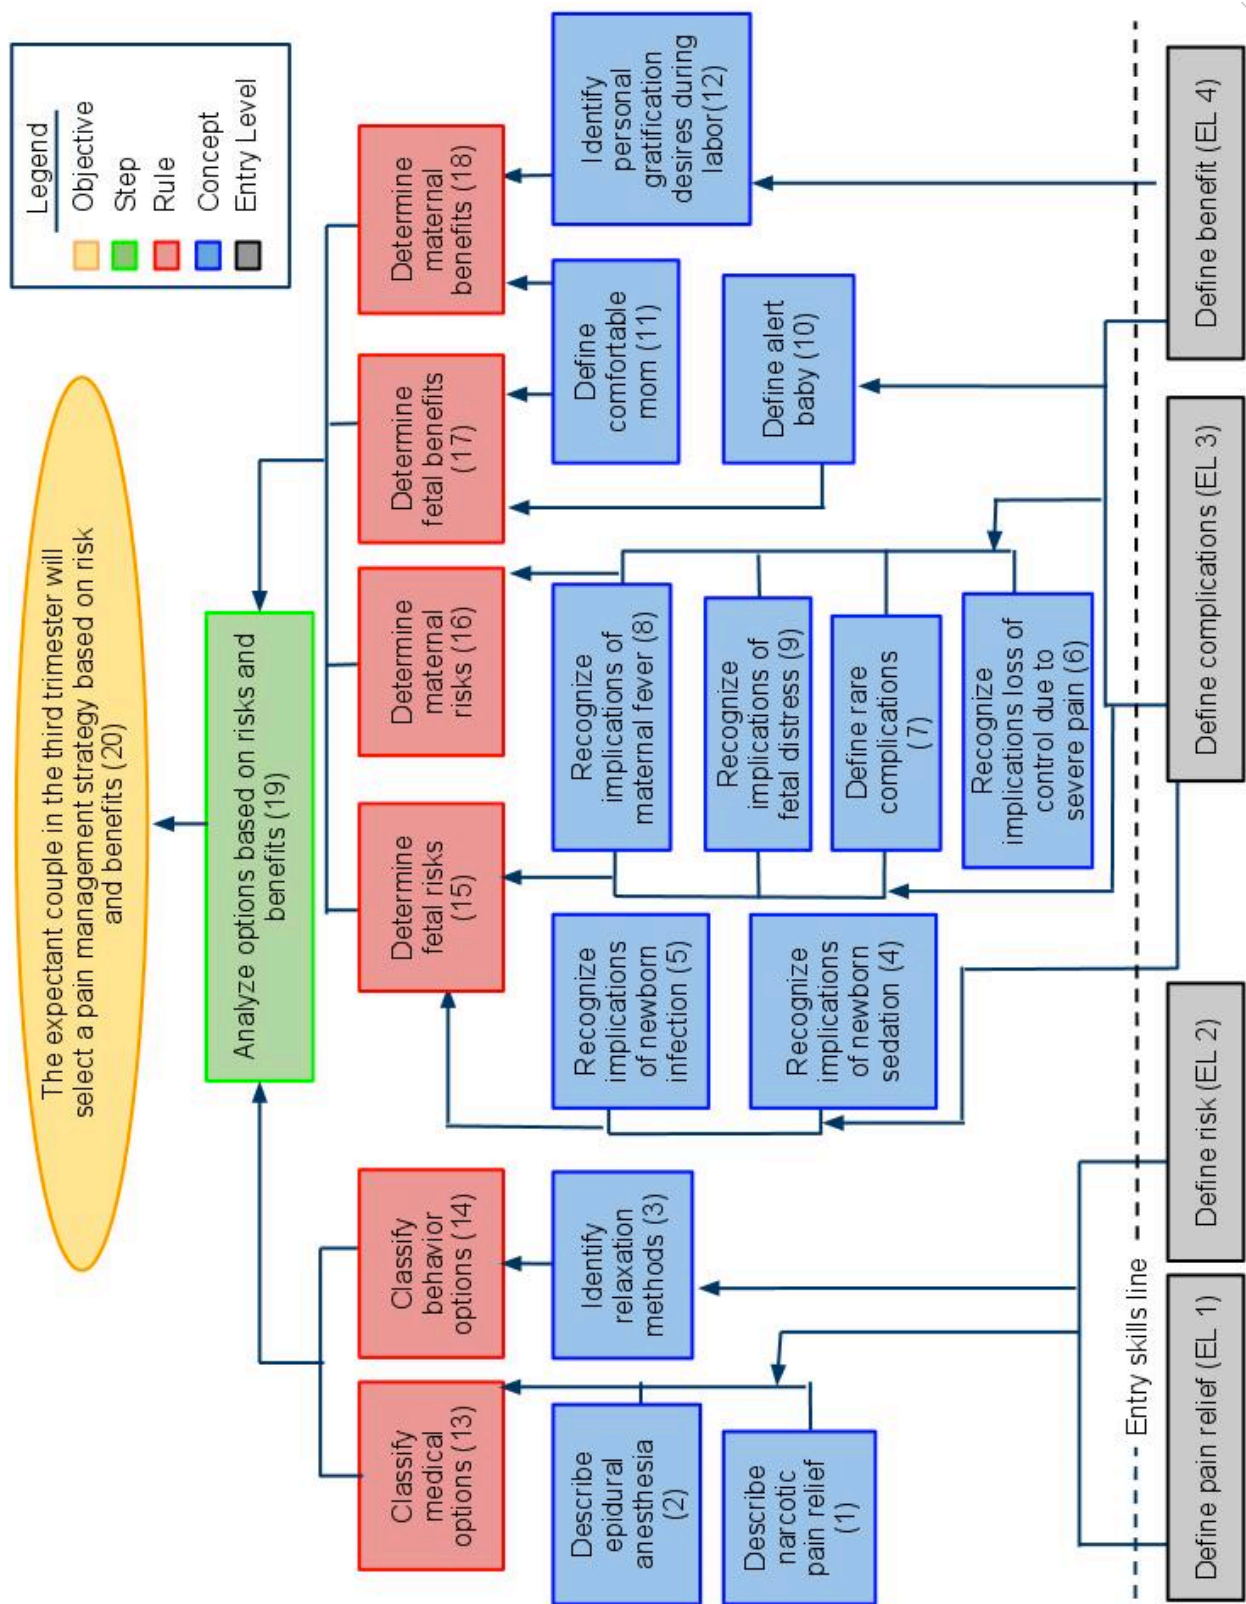 The expectant couple in the third trimester will
select a pain management strategy based on risk
and benefits (20)
Legend
Objective
Step
Rule
Concept
Entry Level
Analyze options based on risks and
benefits (19)
Classify
medical
options (13)
Classify
behavior
options (14)
Determine
fetal risks
(15)
Determine
maternal
risks (16)
Determine
fetal benefits
(17)
Determine
maternal
benefits (18)
Describe
epidural
anesthesia
(2)
Identify
relaxation
methods (3)
Recognize
implications
of newborn
infection (5)
Recognize
implications of
maternal fever (8)
Define
comfortable
mom (11)
Identify
personal
gratification
desires during
labor(12)
Describe
narcotic
pain relief
(1)
Recognize
implications
of newborn
sedation (4)
Recognize
implications of
fetal distress (9)
Define alert
baby (10)
Define rare
complications
(7)
Recognize
implications loss of
control due to
severe pain (6)
Entry skills line
Define pain relief (EL 1)
Define risk (EL 2)
Define complications (EL 3)
Define benefit (EL 4)